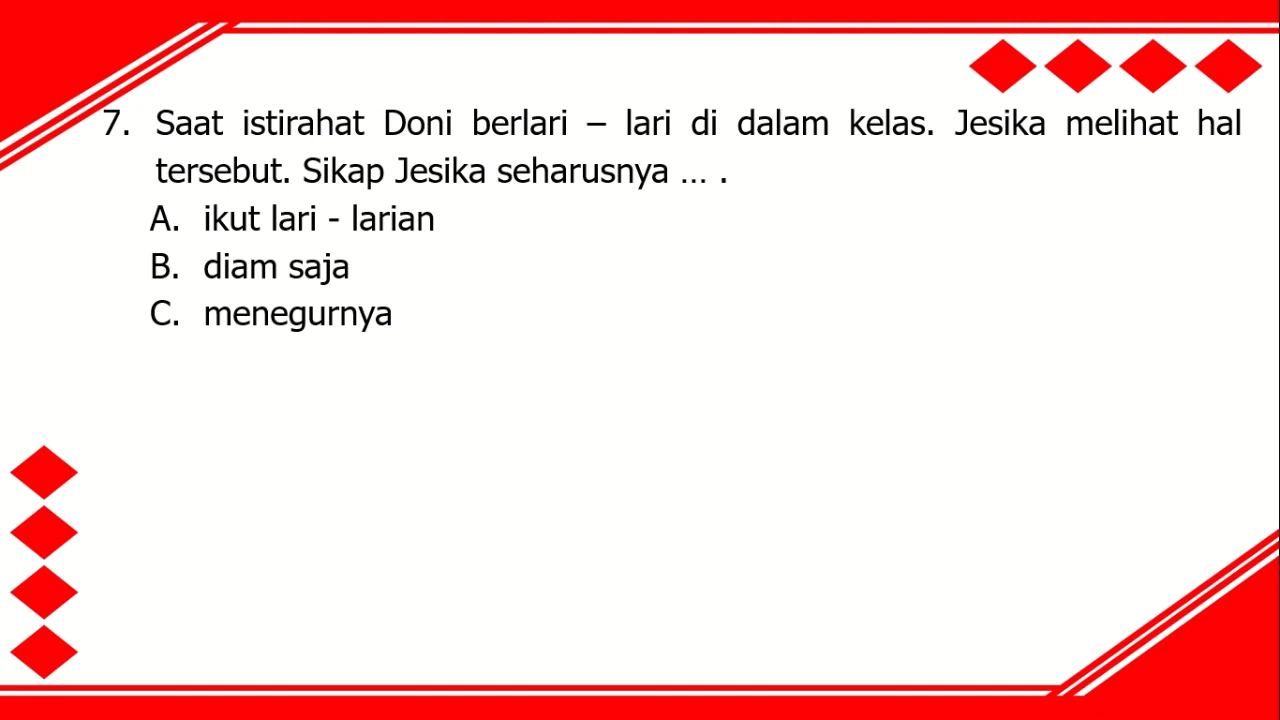 7. Saat istirahat Doni berlari – lari di dalam kelas. Jesika melihat hal
tersebut. Sikap Jesika seharusnya ... .
A. ikut lari - larian
B. diam saja
C. menegurnya